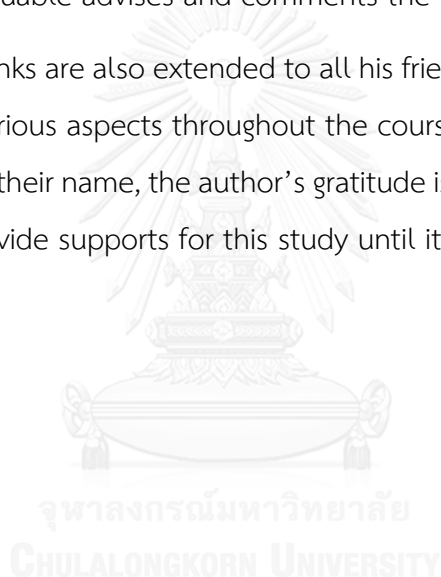 uable advises and comments the
nks are also extended to all his frie
rious aspects throughout the cours
their name, the author's gratitude is
vide supports for this study until it
จุฬาลงกรณ์มหาวิทยาลัย
CHULALONGKORN UNIVERSITY